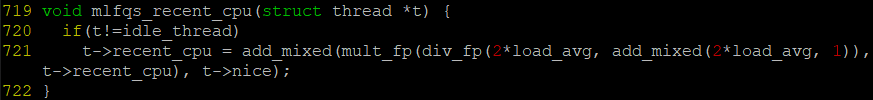 719 void mlfqs_recent_cpu(struct thread *t) {
720   if(t!=idle_thread)
721     t->recent_cpu = add_mixed(mult_fp(div_fp(2*load_avg, add_mixed(2*load_avg, 1)),
t->recent_cpu), t->nice);
722 }